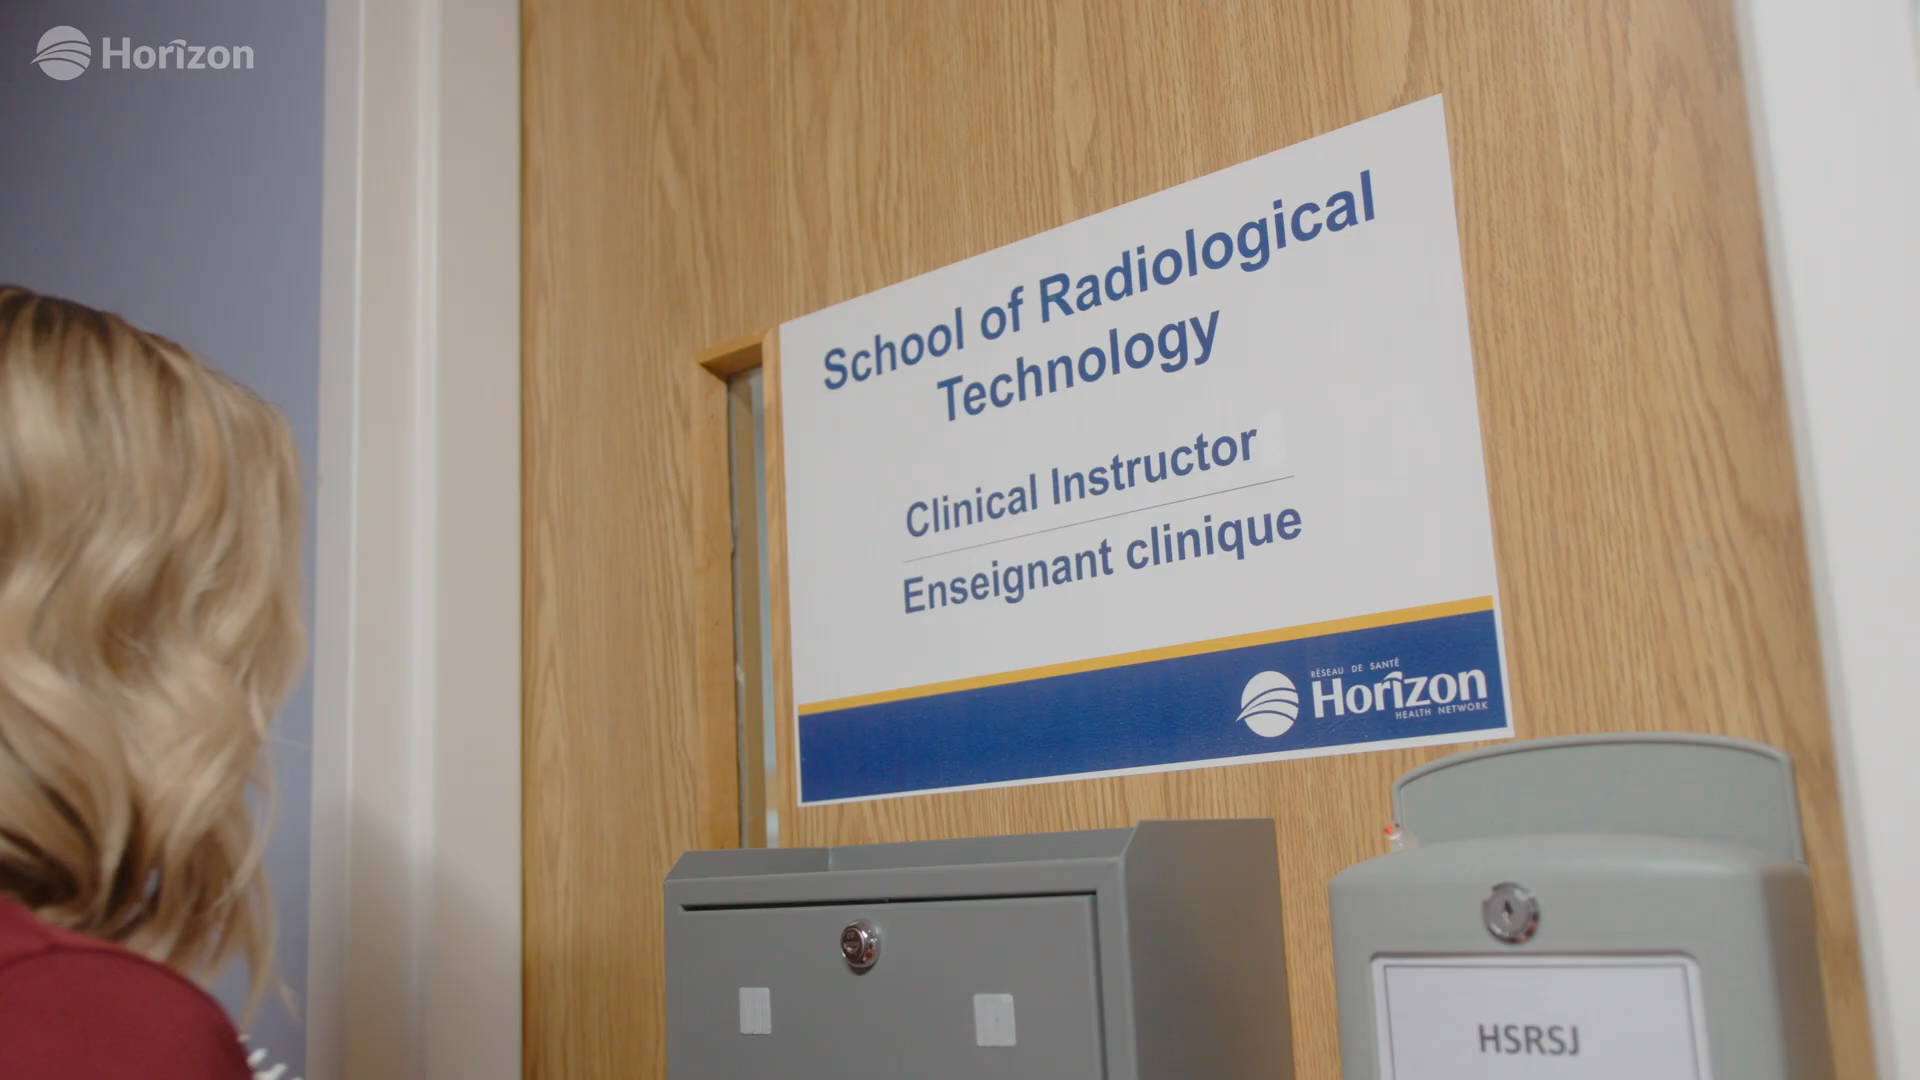 Horizon
School of Radiological
Technology
Clinical Instructor
Enseignant clinique
RÉSEAU DE SANTÉ
Horizon
HEALTH NETWORK
HSRSJ